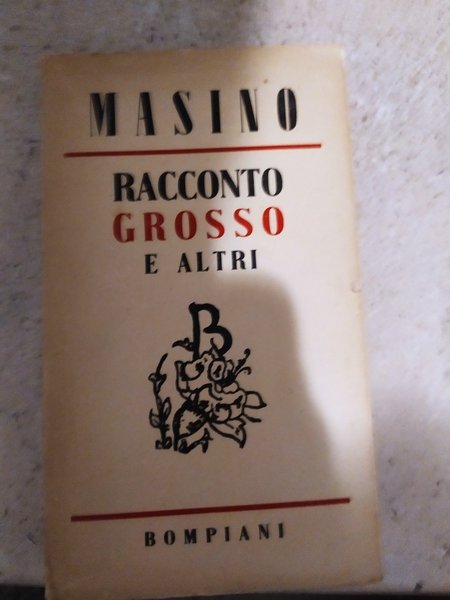 MASINO
RACCONTO
GROSSO
E ALTRI
B
BOMPIANI